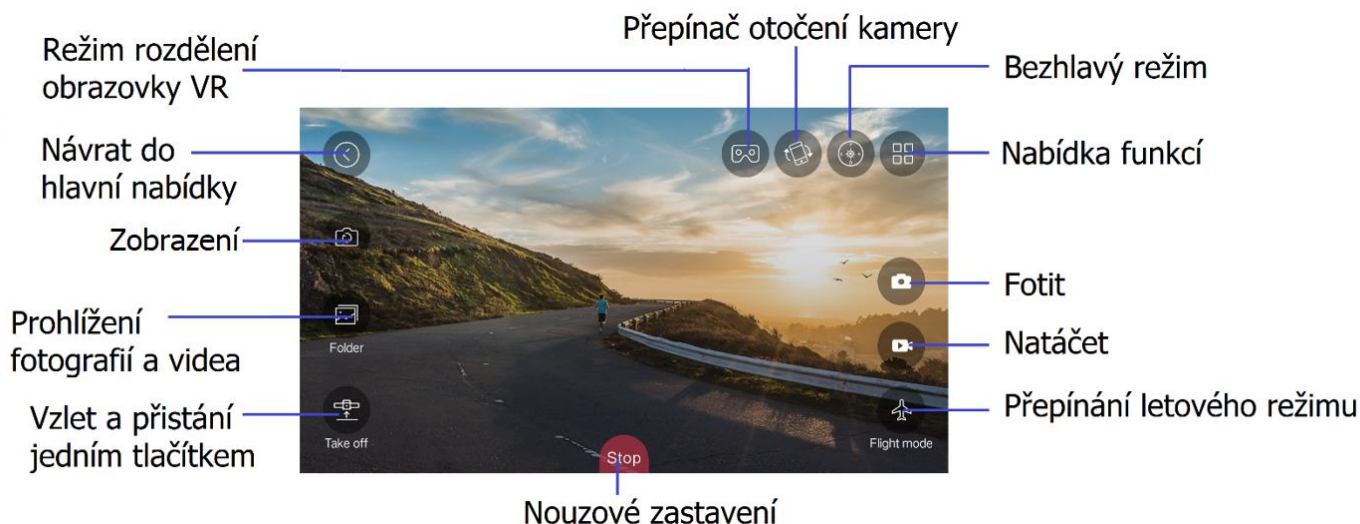 Režim rozdělení
obrazovky VR
Přepínač otočení kamery
Bezhlavý režim
Návrat do
hlavní nabídky
Nabídka funkcí
Zobrazení
Fotit
Prohlížení
fotografií a videa
Folder
Natáčet
Vzlet a přistání
jedním tlačítkem
Take off
Přepínání letového režimu
Flight mode
Stop
Nouzové zastavení